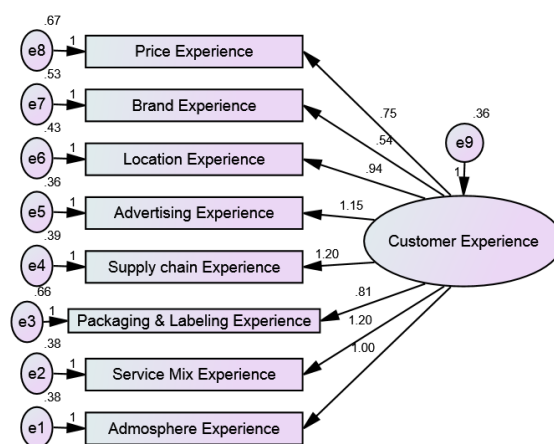 .67
e8 1 Price Experience
.53
e7 1 Brand Experience .75 .36
.54 e9
.43
e6 1 Location Experience .94 1
.36
e5 1 Advertising Experience 1.15
.39 Customer Experience
e4 1 Supply chain Experience 1.20
.66
e3 1 Packaging & Labeling Experience .81
.38 1.20
e2 1 Service Mix Experience 1.00
.38
e1 1 Admosphere Experience